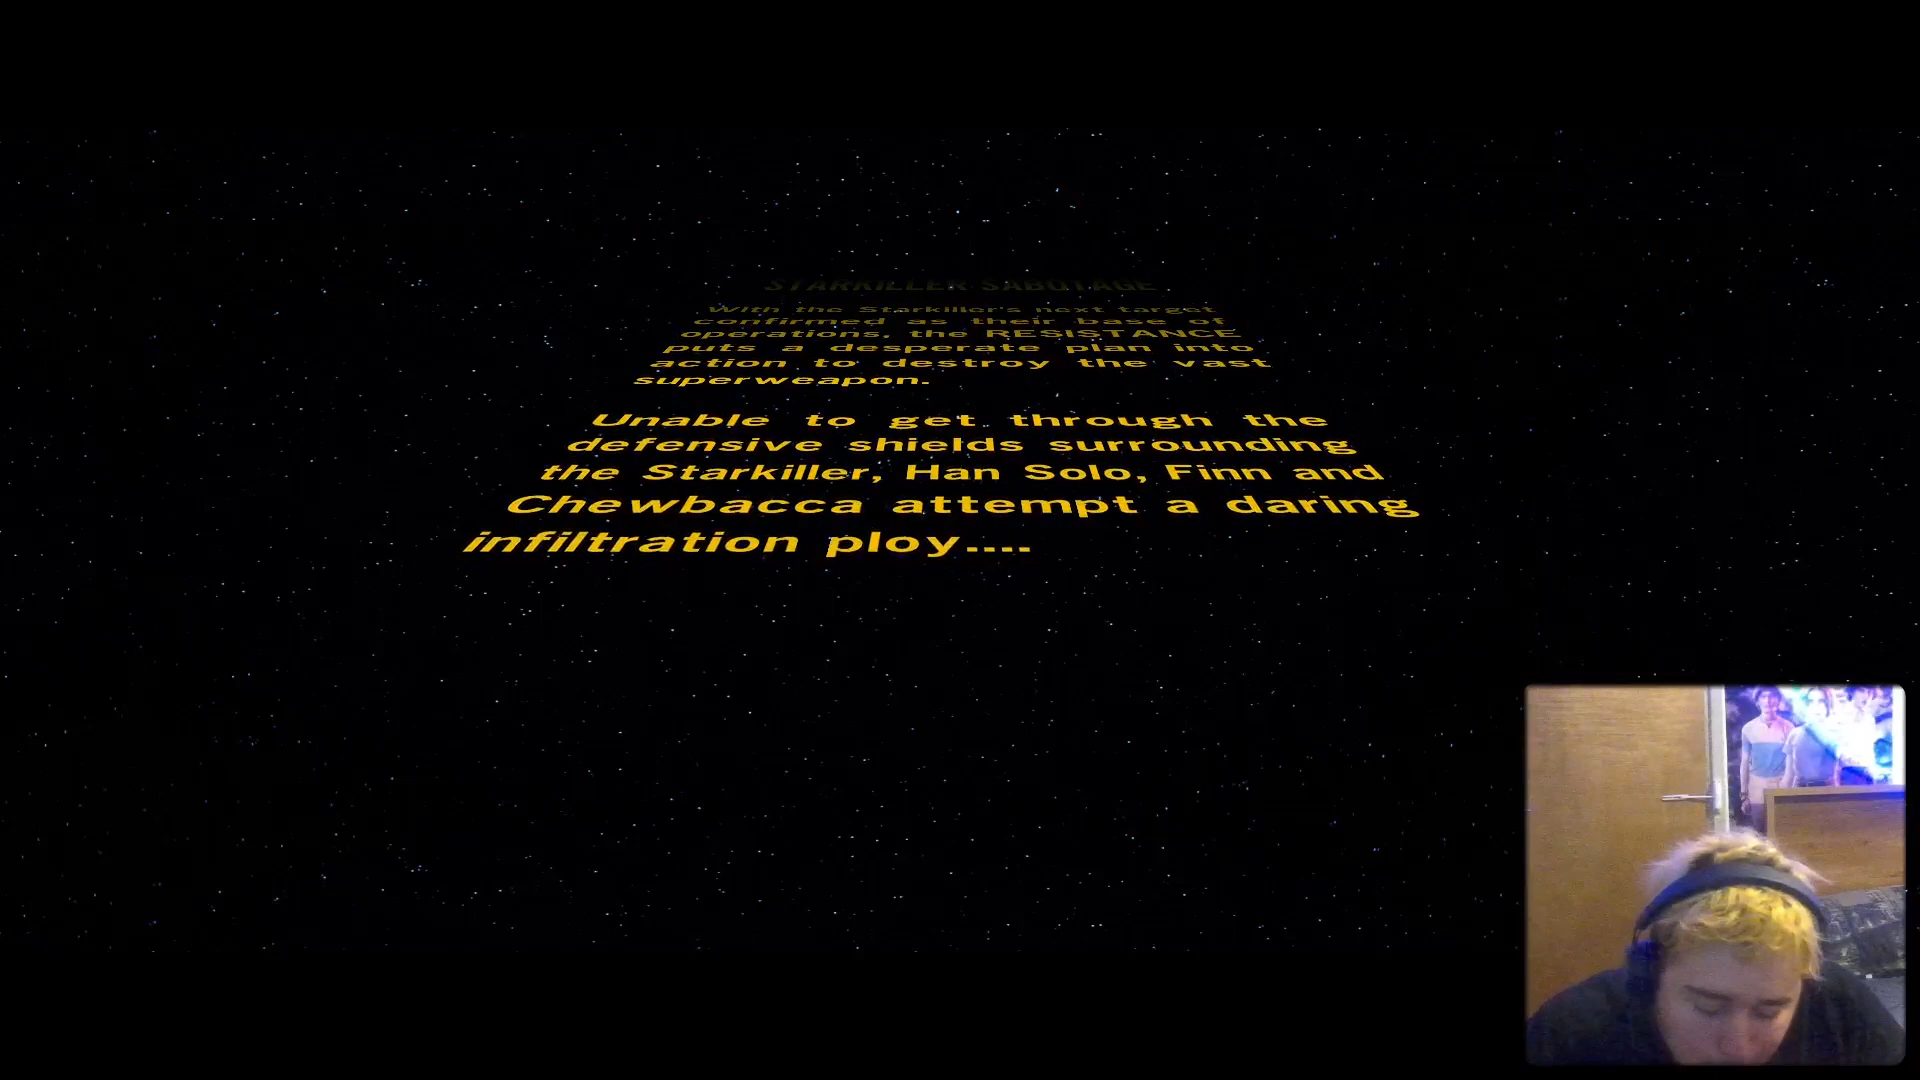 STARKILLER SABOTAGE
With the Starkiller's next target
confirmed as their base of
operations, the RESISTANCE
puts a desperate plan into
action to destroy the vast
superweapon.
Unable to get through the
defensive shields surrounding
the Starkiller, Han Solo, Finn and
Chewbacca attempt a daring
infiltration ploy....